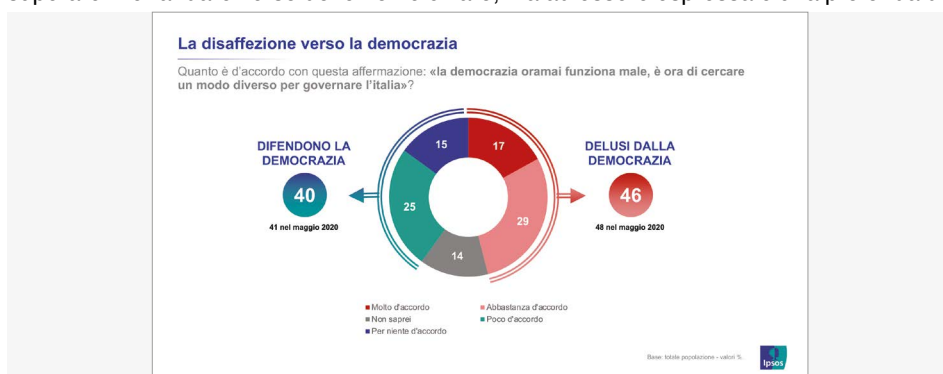 La disaffezione verso la democrazia
Quanto è d'accordo con questa affermazione: «la democrazia oramai funziona male, è ora di cercare
un modo diverso per governare l'italia»?
DIFENDONO LA
DEMOCRAZIA
40
41 nel maggio 2020
15
17
25
29
14
DELUSI DALLA
DEMOCRAZIA
46
48 nel maggio 2020
Molto d'accordo
Abbastanza d'accordo
Non saprei
Poco d'accordo
Per niente d'accordo
Base: totale popolazione - valori %.
Ipsos